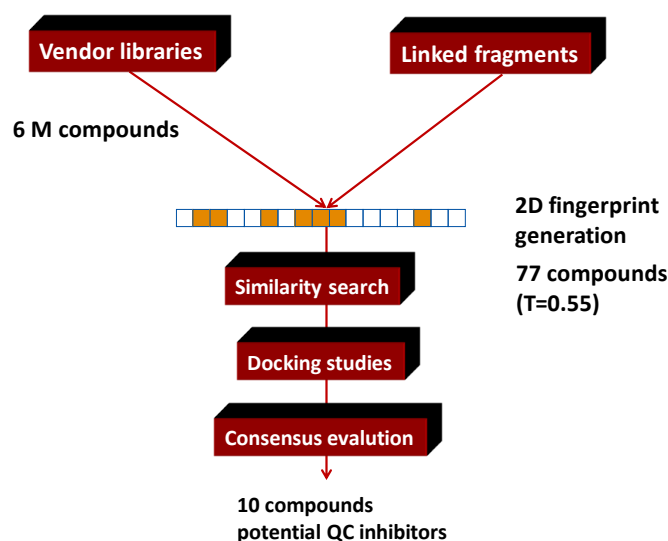 Vendor libraries
Linked fragments
6 M compounds
2D fingerprint
generation
77 compounds
(T=0.55)
Similarity search
Docking studies
Consensus evalution
10 compounds
potential QC inhibitors